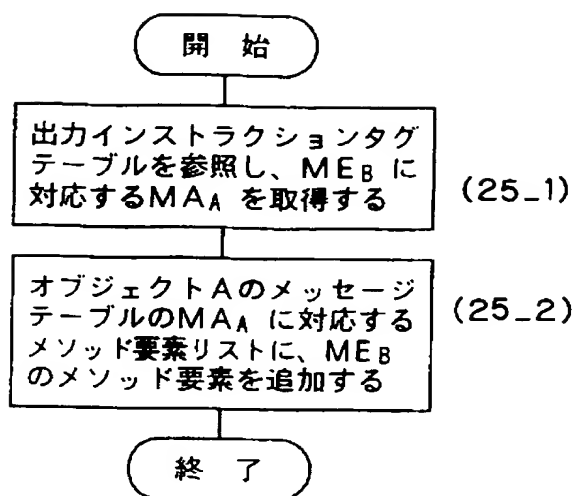 開 始
出力インストラクションタグ
テーブルを参照し、MEB に
対応するMAA を取得する
(25_1)
オブジェクトAのメッセージ
テーブルのMAA に対応する
メソッド要素リストに、MEB
のメソッド要素を追加する
(25_2)
終 了